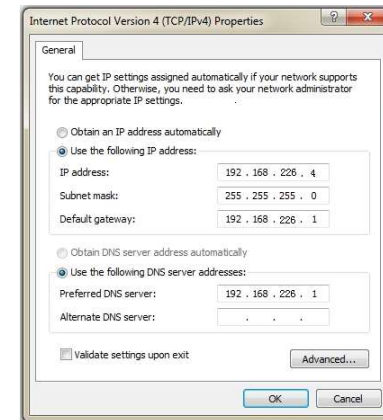 Internet Protocol Version 4 (TCP/IPv4) Properties
General
You can get IP settings assigned automatically if your network supports
this capability. Otherwise, you need to ask your network administrator
for the appropriate IP settings.
Obtain an IP address automatically
Use the following IP address:
IP address: 192 . 168 . 226 . 4
Subnet mask: 255 . 255 . 255 . 0
Default gateway: 192 . 168 . 226 . 1
Obtain DNS server address automatically
Use the following DNS server addresses:
Preferred DNS server: 192 . 168 . 226 . 1
Alternate DNS server: . . .
Validate settings upon exit
Advanced...
OK Cancel